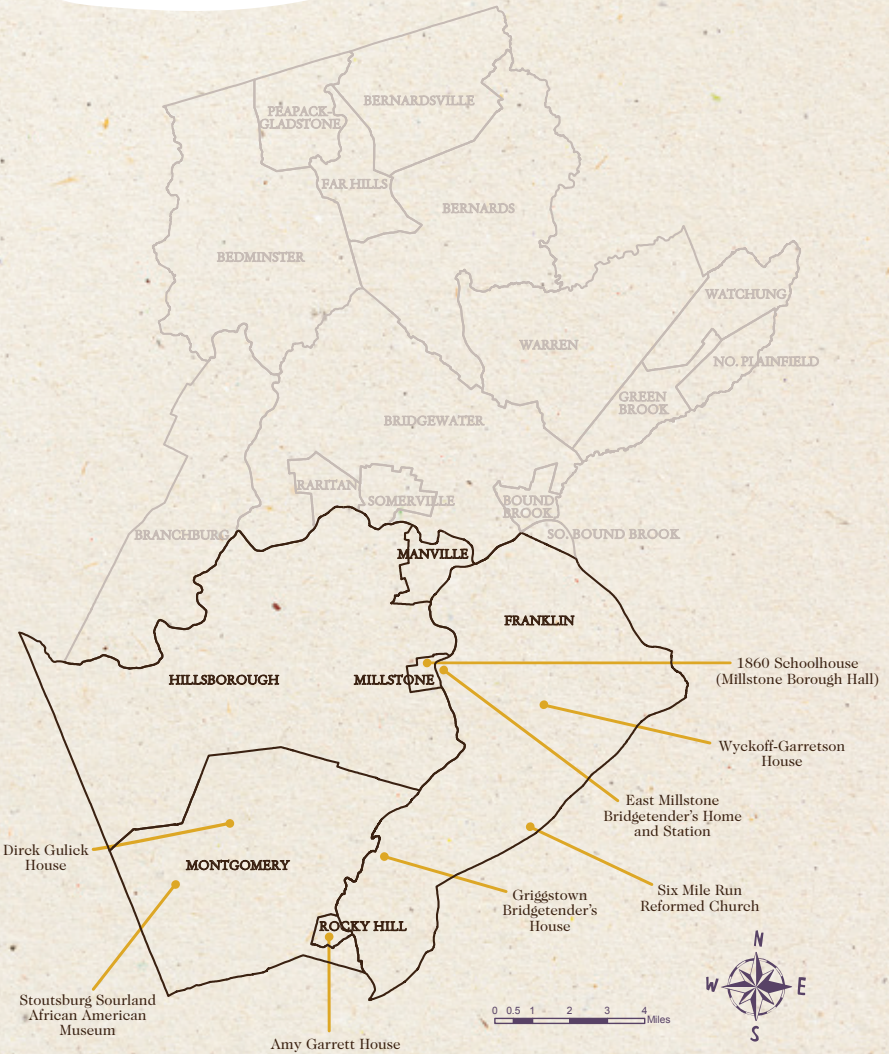 PEAPACK-
GLADSTONE
BERNARDSVILLE
FAR HILLS
BERNARDS
BEDMINSTER
WATCHUNG
WARREN
NO. PLAINFIELD
GREEN
BROOK
BRIDGEWATER
RARITAN
SOMERVILLE
BOUND
BROOK
BRANCHBURG
SO. BOUND BROOK
MANVILLE
FRANKLIN
HILLSBOROUGH
MILLSTONE
1860 Schoolhouse
(Millstone Borough Hall)
Wyckoff-Garretson
House
East Millstone
Bridgetender's Home
and Station
Dirck Gulick
House
MONTGOMERY
Six Mile Run
Reformed Church
Griggstown
Bridgetender's
House
ROCKY HILL
Stoutsburg Sourland
African American
Museum
Amy Garrett House
N
W
E
S
0 0.5 1 2 3 4
Miles